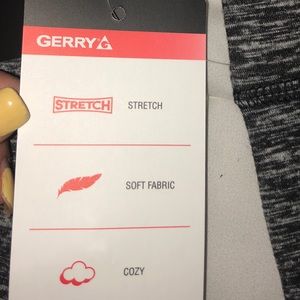 GERRY G
STRETCH STRETCH
SOFT FABRIC
COZY